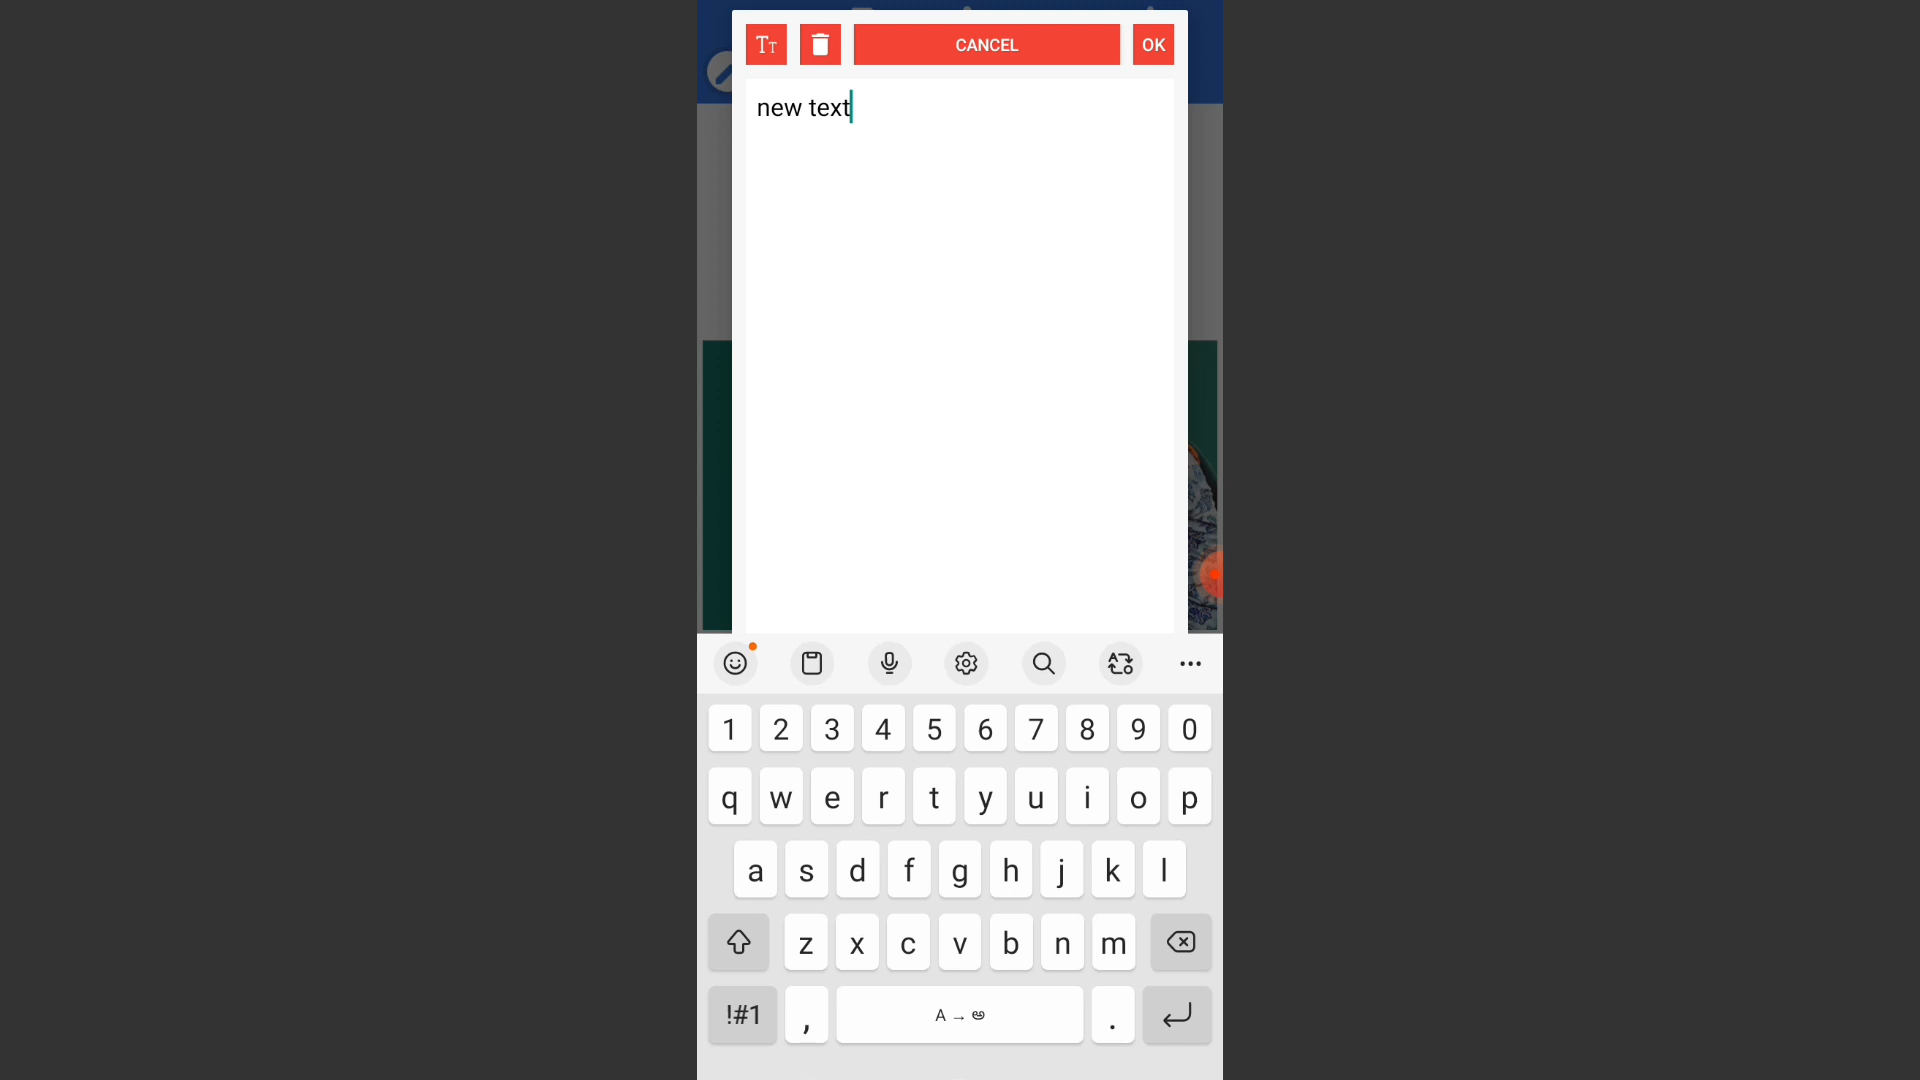 Tт CANCEL OK
new text
1 2 3 4 5 6 7 8 9 0
q w e r t y u i o p
a s d f g h j k l
z x c v b n m
!#1 , A → అ .